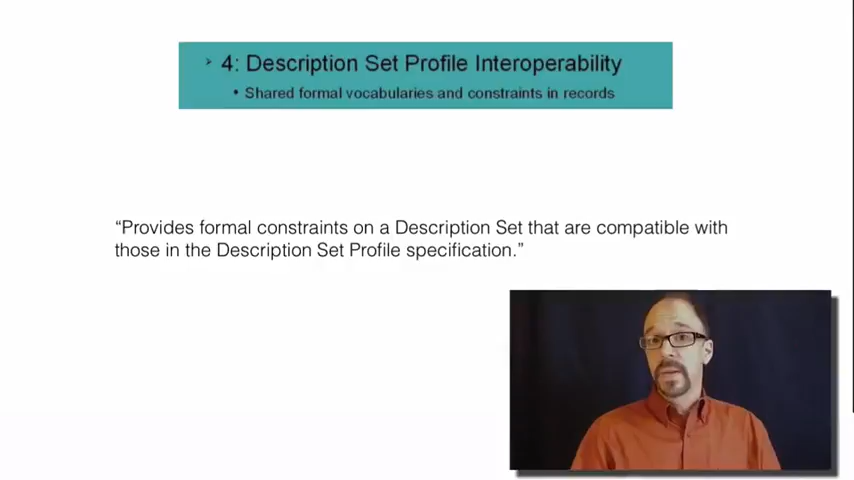 4: Description Set Profile Interoperability
• Shared formal vocabularies and constraints in records
“Provides formal constraints on a Description Set that are compatible with
those in the Description Set Profile specification.”